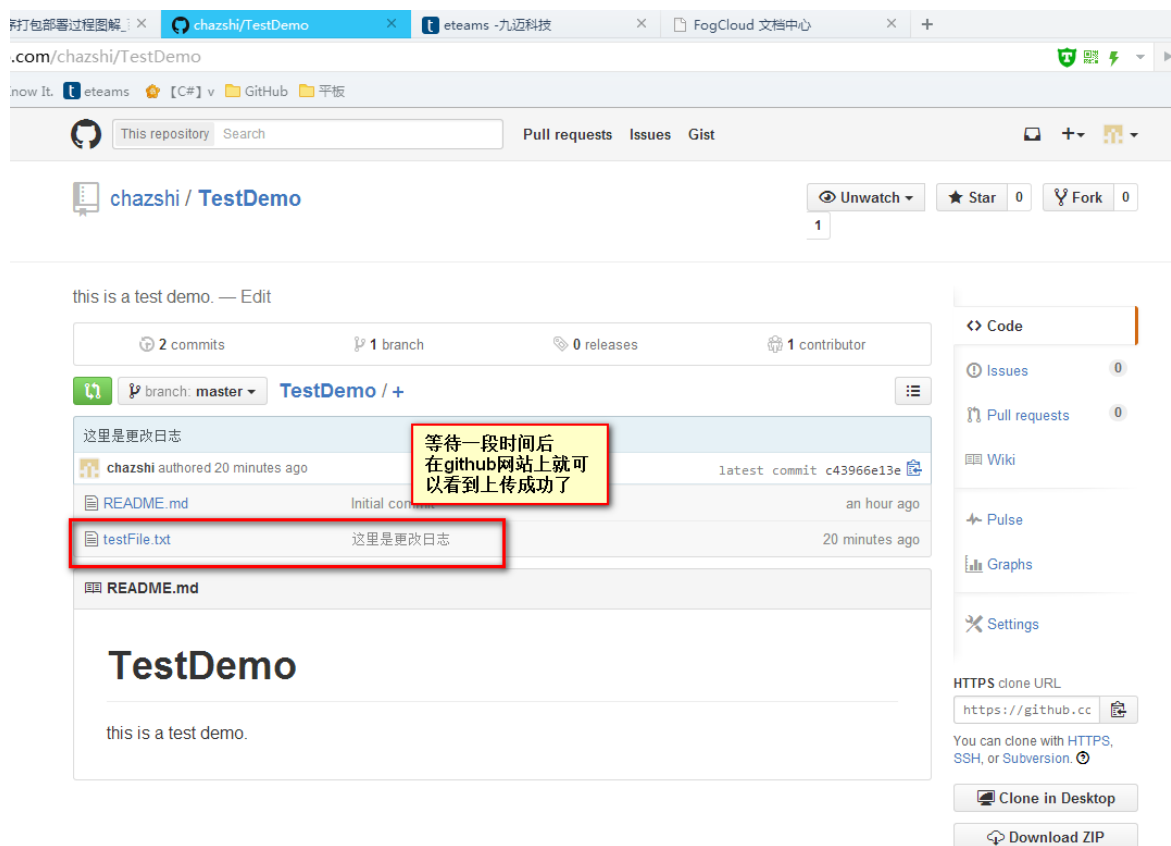 序打包部署过程图解_ chazshi/TestDemo eteams -九迈科技 FogCloud 文档中心
.com/chazshi/TestDemo
now It. eteams 【C#】v GitHub 平板
This repository Search Pull requests Issues Gist
chazshi / TestDemo Unwatch Star 0 Fork 0
1
this is a test demo. — Edit
2 commits 1 branch 0 releases 1 contributor
branch: master TestDemo / +
这里是更改日志
chazshi authored 20 minutes ago latest commit c43966e13e
README.md Initial commit an hour ago
testFile.txt 这里是更改日志 20 minutes ago
等待一段时间后
在github网站上就可
以看到上传成功了
README.md
TestDemo
this is a test demo.
Code
Issues 0
Pull requests 0
Wiki
Pulse
Graphs
Settings
HTTPS clone URL
https://github.cc
You can clone with HTTPS,
SSH, or Subversion.
Clone in Desktop
Download ZIP